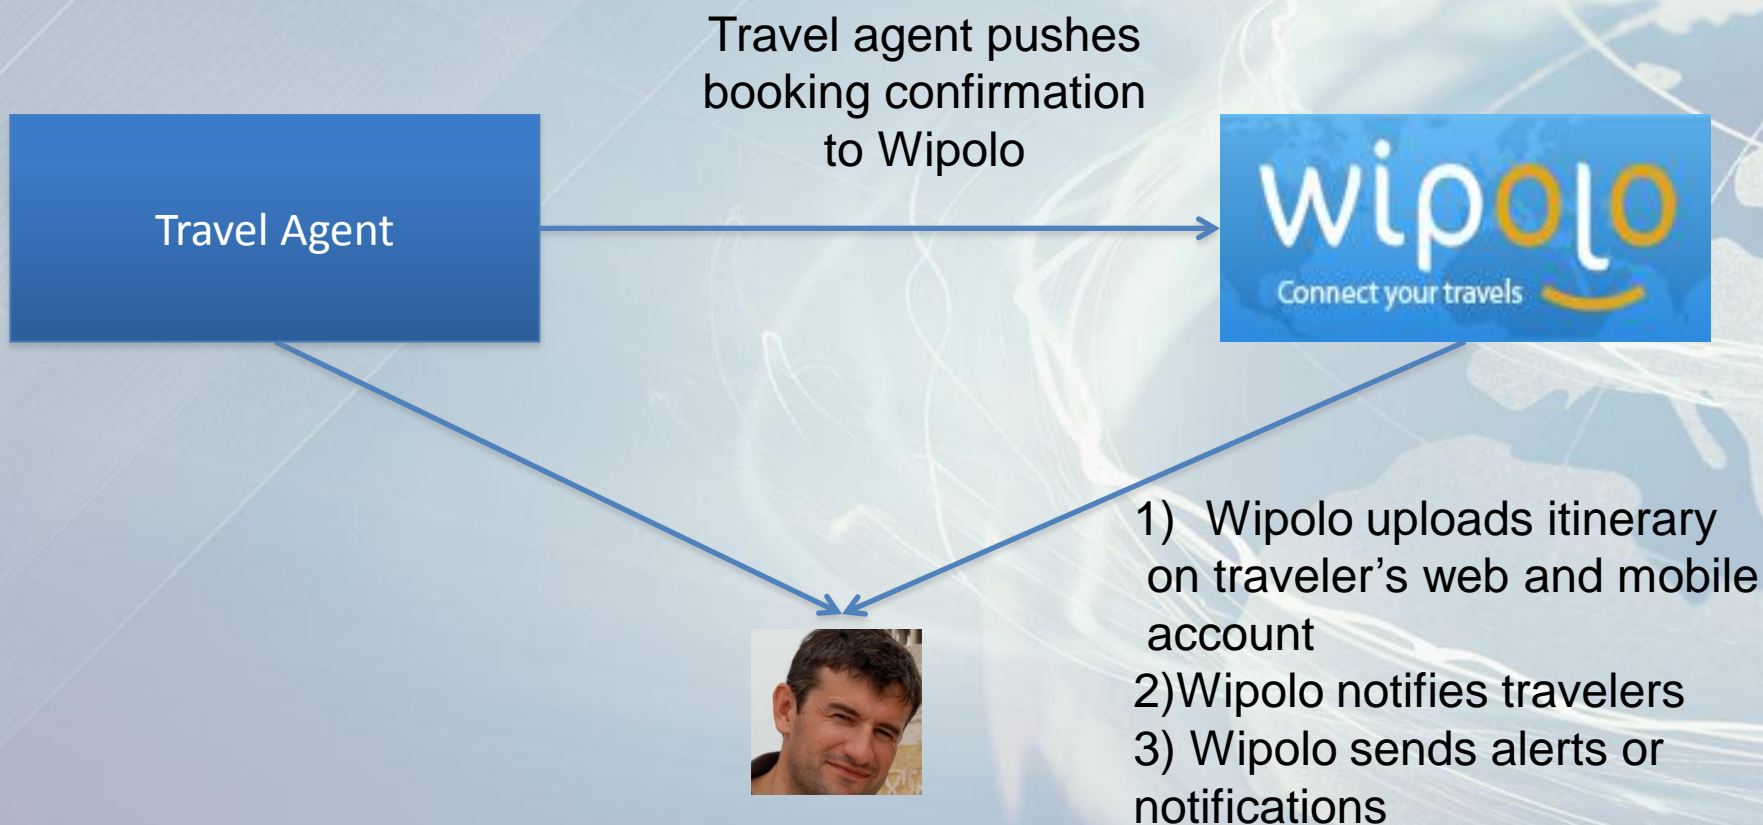 Travel agent pushes
booking confirmation
to Wipolo
Travel Agent
wipolo
Connect your travels
1) Wipolo uploads itinerary
on traveler’s web and mobile
account
2)Wipolo notifies travelers
3) Wipolo sends alerts or
notifications